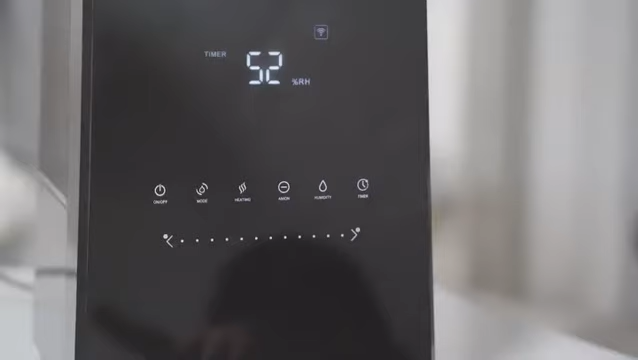 TIMER
52
%RH
ON/OFF MODE HEATING ANION HUMIDITY TIMER